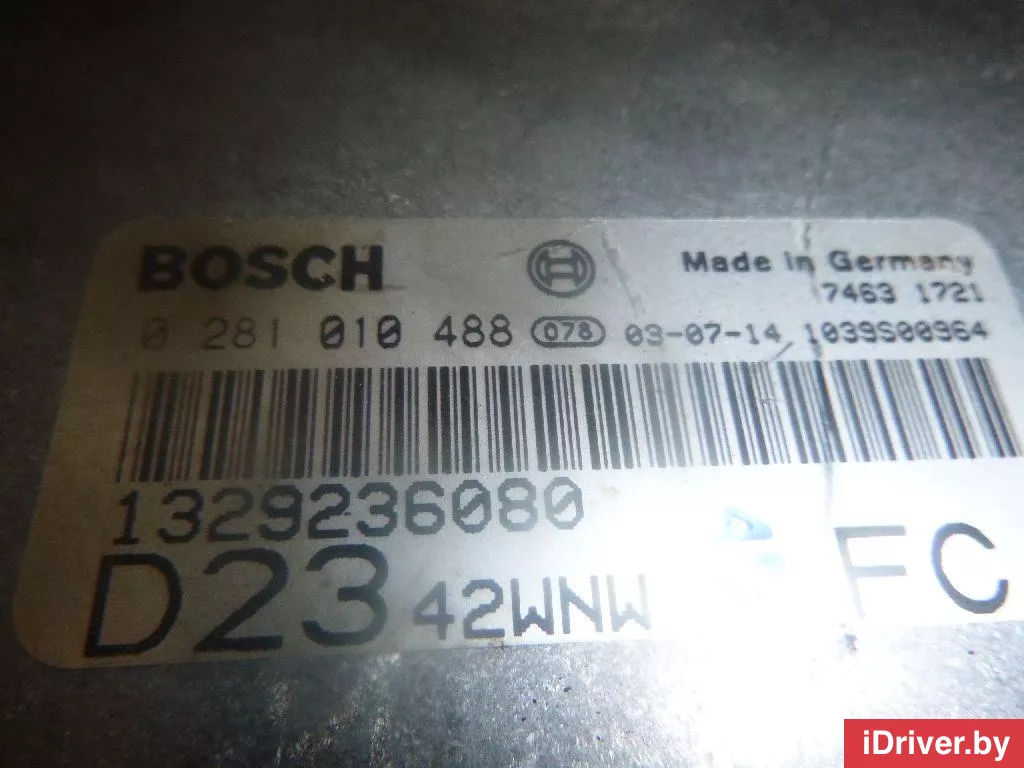 BOSCH Made in Germany
7463 1721
0 281 010 488 078 03-07-14 1039S00964
1329236080
D23 42WNW FC
iDriver.by